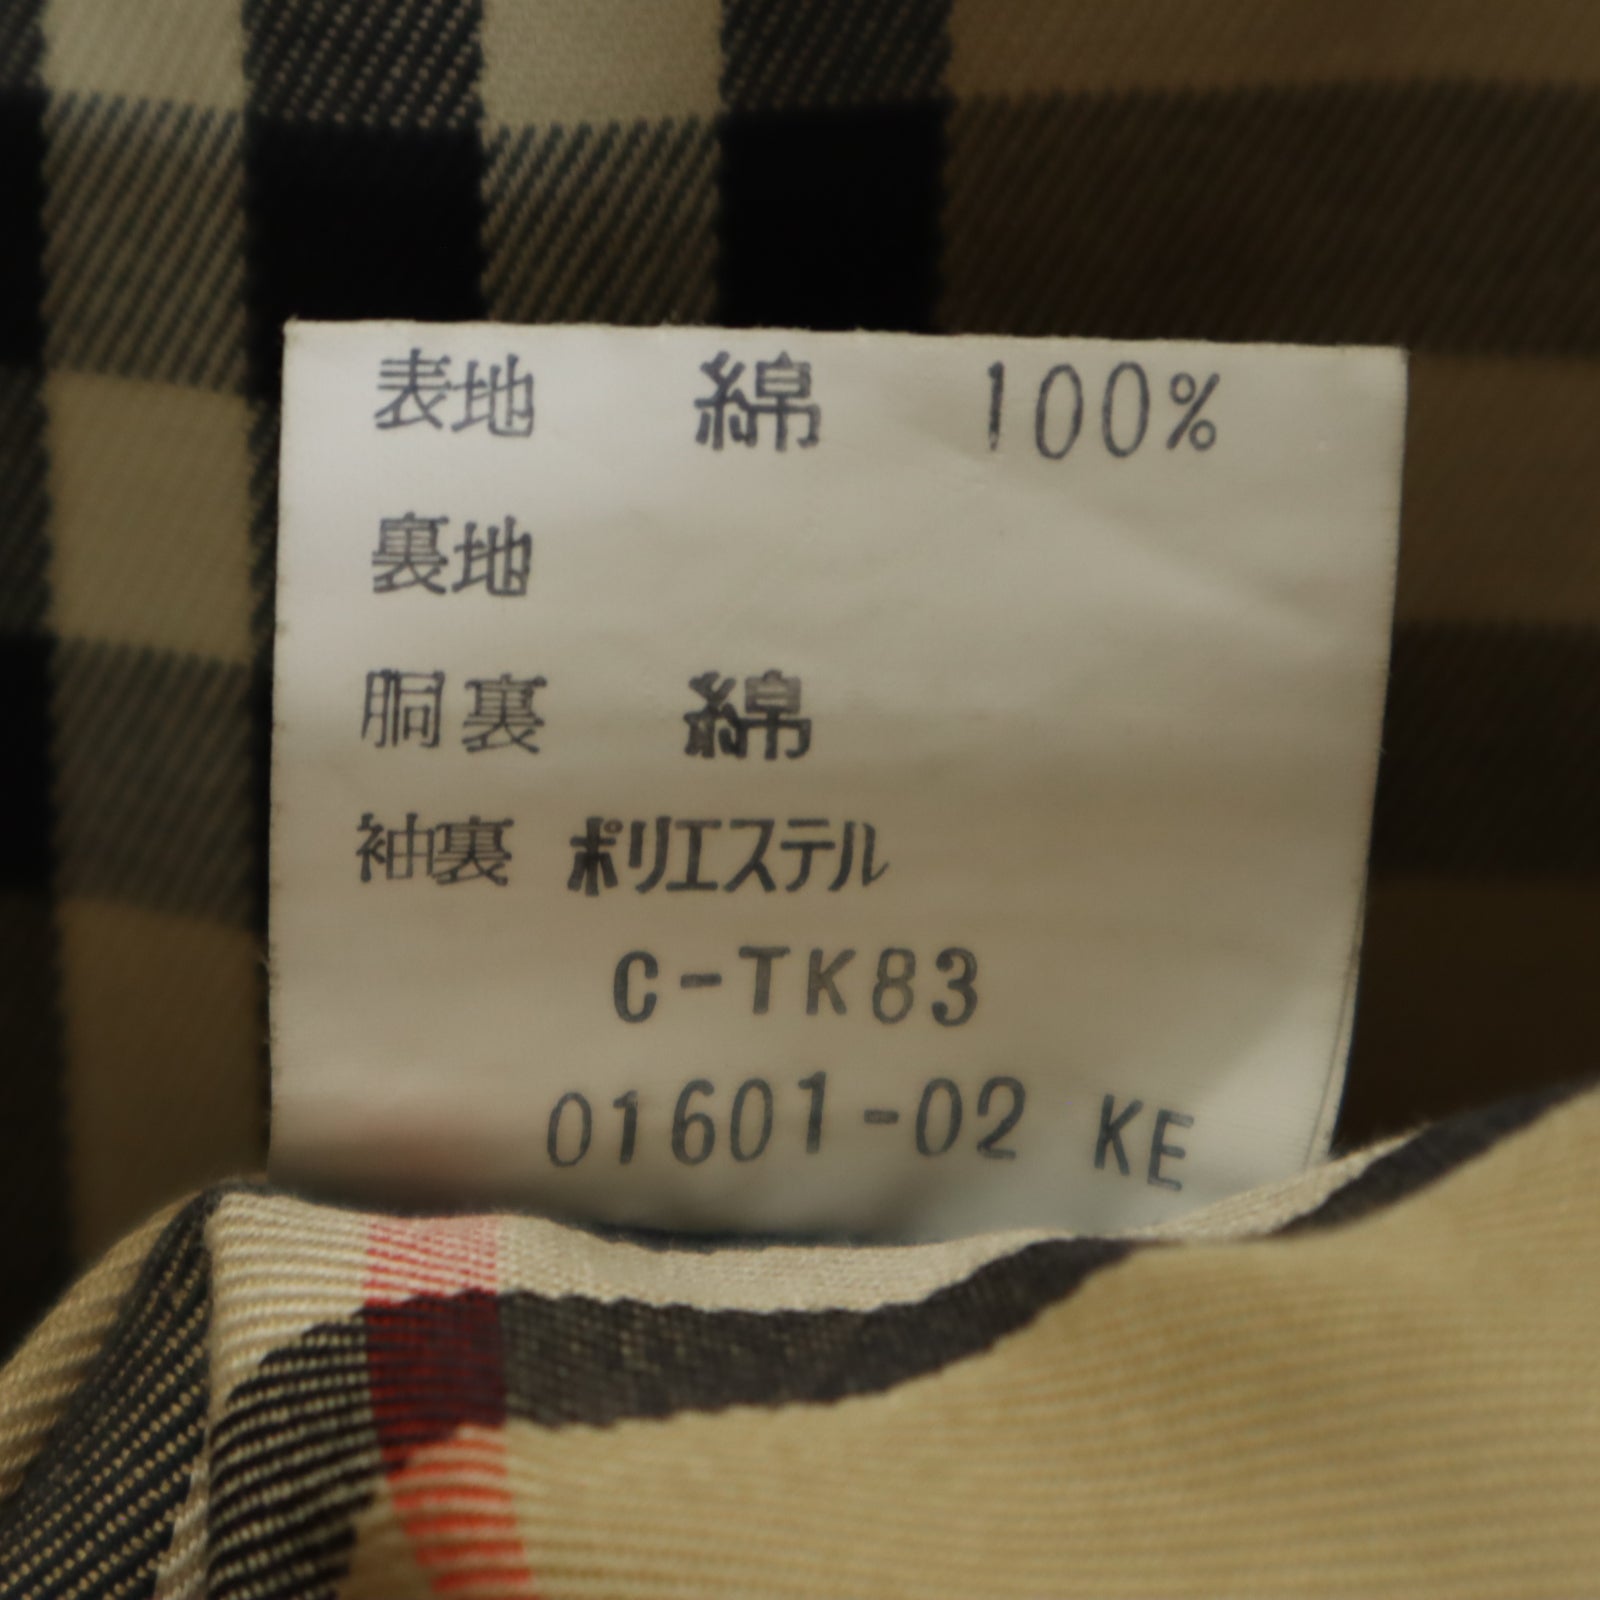 表地 綿 100%
裏地
胴裏 綿
袖裏 ポリエステル
C-TK83
01601-02 KE